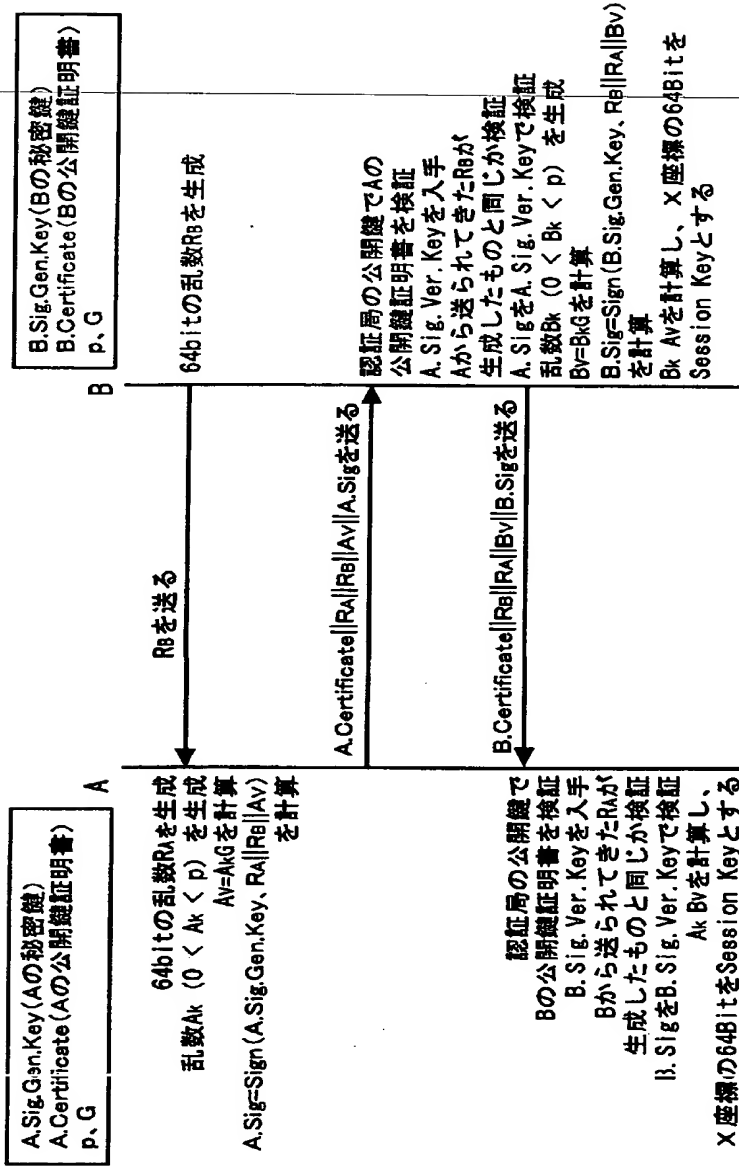 A.Sig.Gen.Key(Aの秘密鍵)
A.Certificate(Aの公開鍵証明書)
p、G
B.Sig.Gen.Key(Bの秘密鍵)
B.Certificate(Bの公開鍵証明書)
p、G
A
B
64bitの乱数RBを生成
RBを送る
64bitの乱数RAを生成
乱数Ak (0 < Ak < p) を生成
Av=AkGを計算
A.Sig=Sign(A.Sig.Gen.Key、RA||RB||Av)
を計算
A.Certificate||RA||RB||Av||A.Sigを送る
認証局の公開鍵でAの
公開鍵証明書を検証
A.Sig.Ver.Keyを入手
Aから送られてきたRBが
生成したものと同じか検証
A.SigをA.Sig.Ver.Keyで検証
乱数Bk (0 < Bk < p) を生成
Bv=BkGを計算
B.Sig=Sign(B.Sig.Gen.Key、RB||RA||Bv)
を計算
Bk Avを計算し、X座標の64Bitを
Session Keyとする
B.Certificate||RB||RA||Bv||B.Sigを送る
認証局の公開鍵で
Bの公開鍵証明書を検証
B.Sig.Ver.Keyを入手
Bから送られてきたRAが
生成したものと同じか検証
B.SigをB.Sig.Ver.Keyで検証
Ak Bvを計算し、
X座標の64BitをSession Keyとする